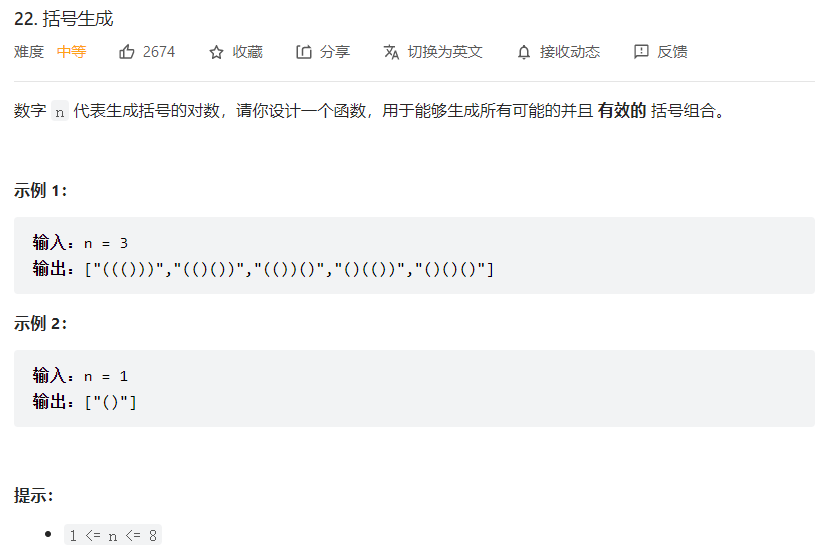 22. 括号生成
难度 中等 2674 收藏 分享 切换为英文 接收动态 反馈
数字 n 代表生成括号的对数，请你设计一个函数，用于能够生成所有可能的并且 有效的 括号组合。
示例 1：
输入：n = 3
输出：["((()))","(()())","(())()","()(())","()()()"]
示例 2：
输入：n = 1
输出：["()"]
提示：
1 <= n <= 8